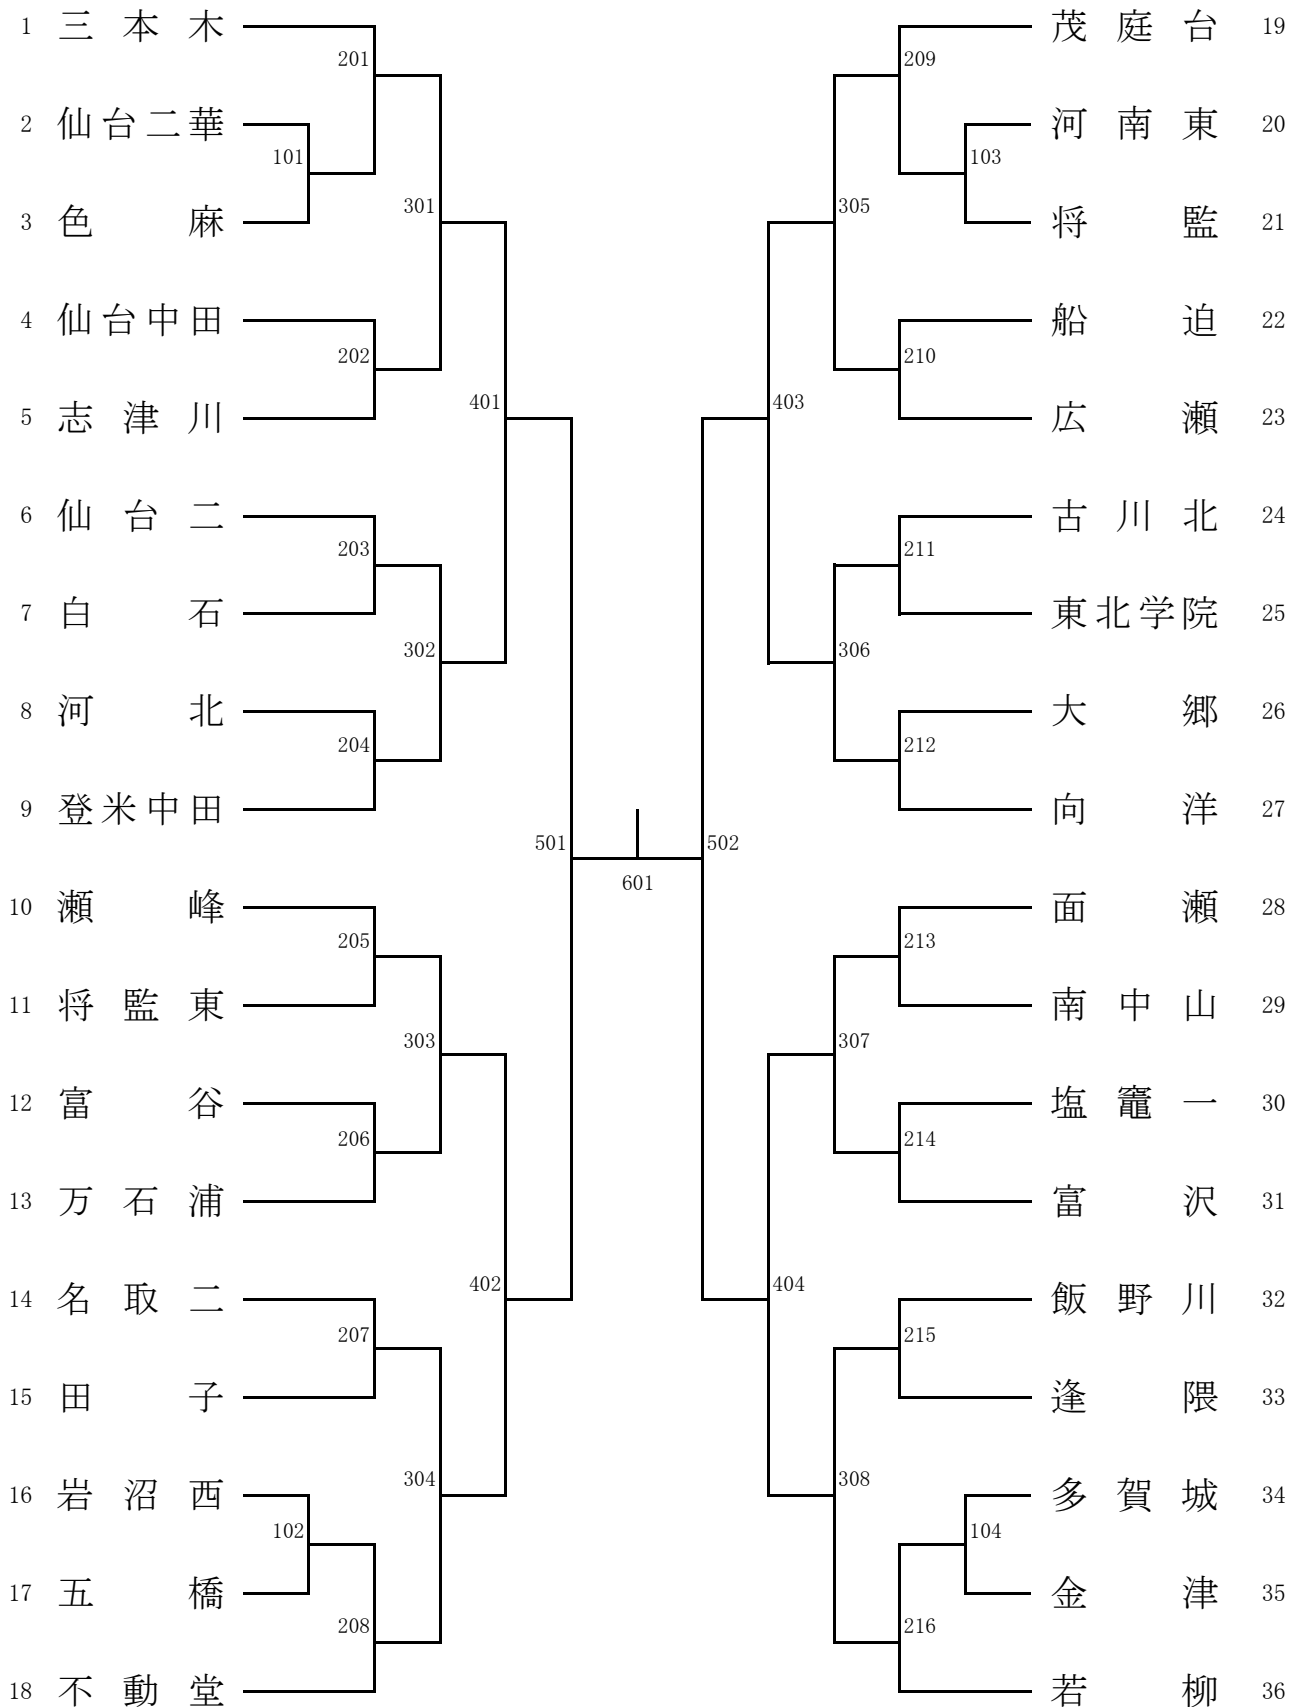 1 三本木
201
2 仙台二華
101
3 色麻
301
4 仙台中田
202
5 志津川
401
6 仙台二
203
7 白石
302
8 河北
204
9 登米中田
501
10 瀬峰
205
11 将監東
303
12 富谷
206
13 万石浦
402
14 名取二
207
15 田子
304
16 岩沼西
102
17 五橋
208
18 不動堂
601
茂庭台 19
209
河南東 20
103
将監 21
305
船迫 22
210
広瀬 23
403
古川北 24
211
東北学院 25
306
大郷 26
212
向洋 27
502
面瀬 28
213
南中山 29
307
塩竈一 30
214
富沢 31
404
飯野川 32
215
逢隈 33
308
多賀城 34
104
金津 35
216
若柳 36